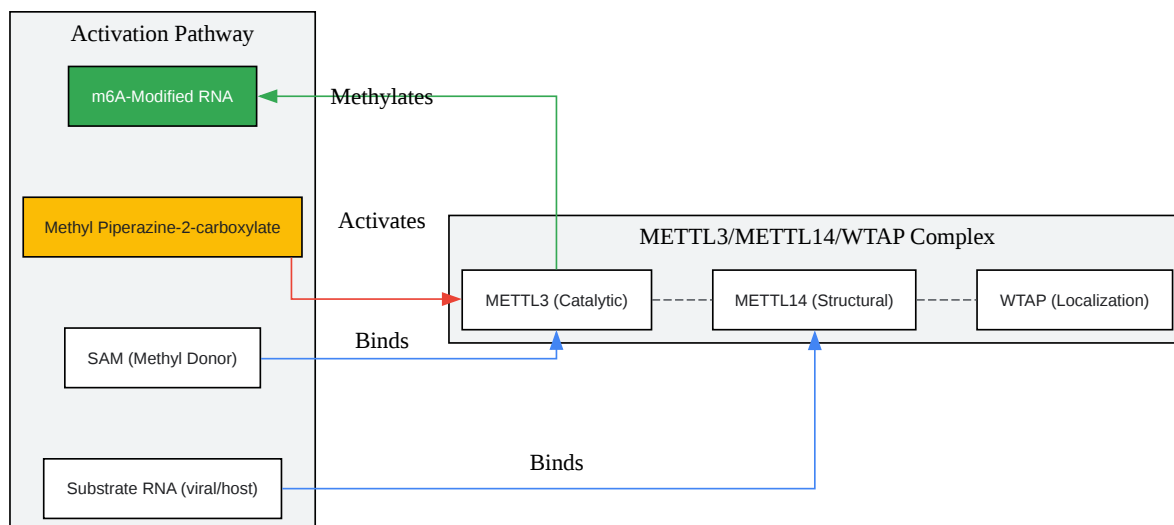 Activation Pathway
m6A-Modified RNA
Methylates
Methyl Piperazine-2-carboxylate
Activates
METTL3/METTL14/WTAP Complex
METTL3 (Catalytic)
METTL14 (Structural)
WTAP (Localization)
SAM (Methyl Donor)
Binds
Substrate RNA (viral/host)
Binds